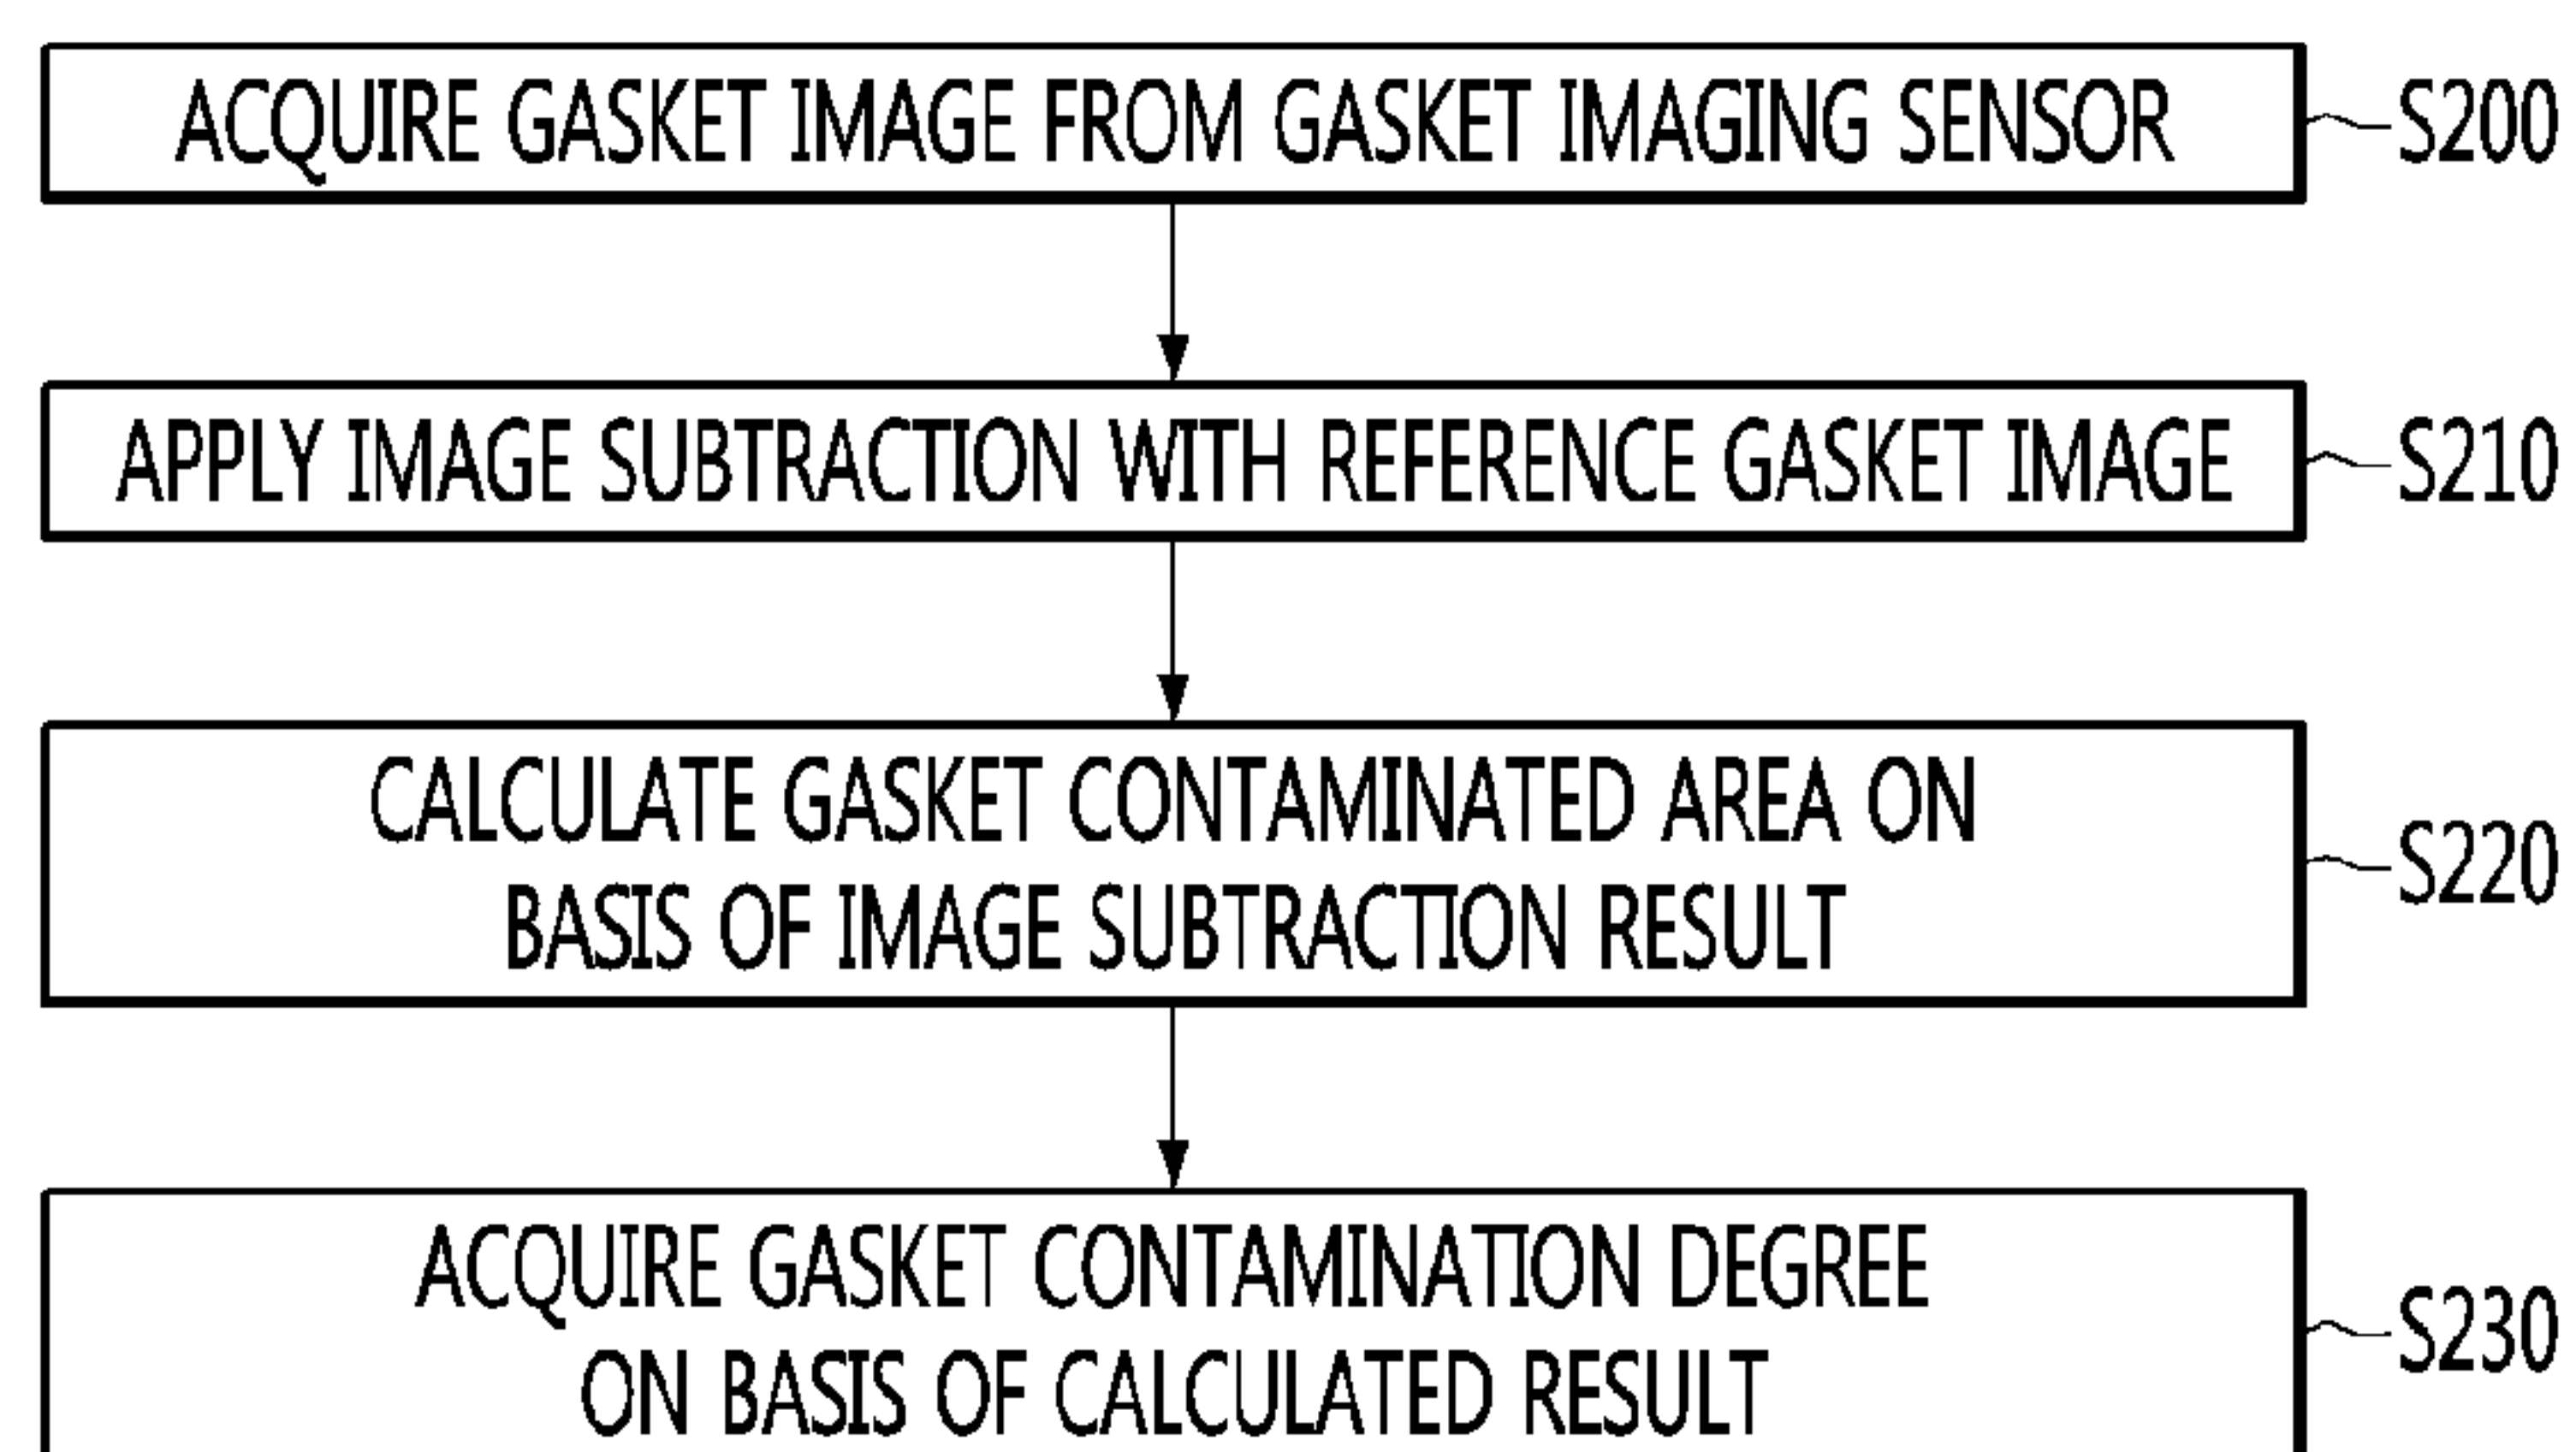 ACQUIRE GASKET IMAGE FROM GASKET IMAGING SENSOR
S200
APPLY IMAGE SUBTRACTION WITH REFERENCE GASKET IMAGE
S210
CALCULATE GASKET CONTAMINATED AREA ON
BASIS OF IMAGE SUBTRACTION RESULT
S220
ACQUIRE GASKET CONTAMINATION DEGREE
ON BASIS OF CALCULATED RESULT
S230